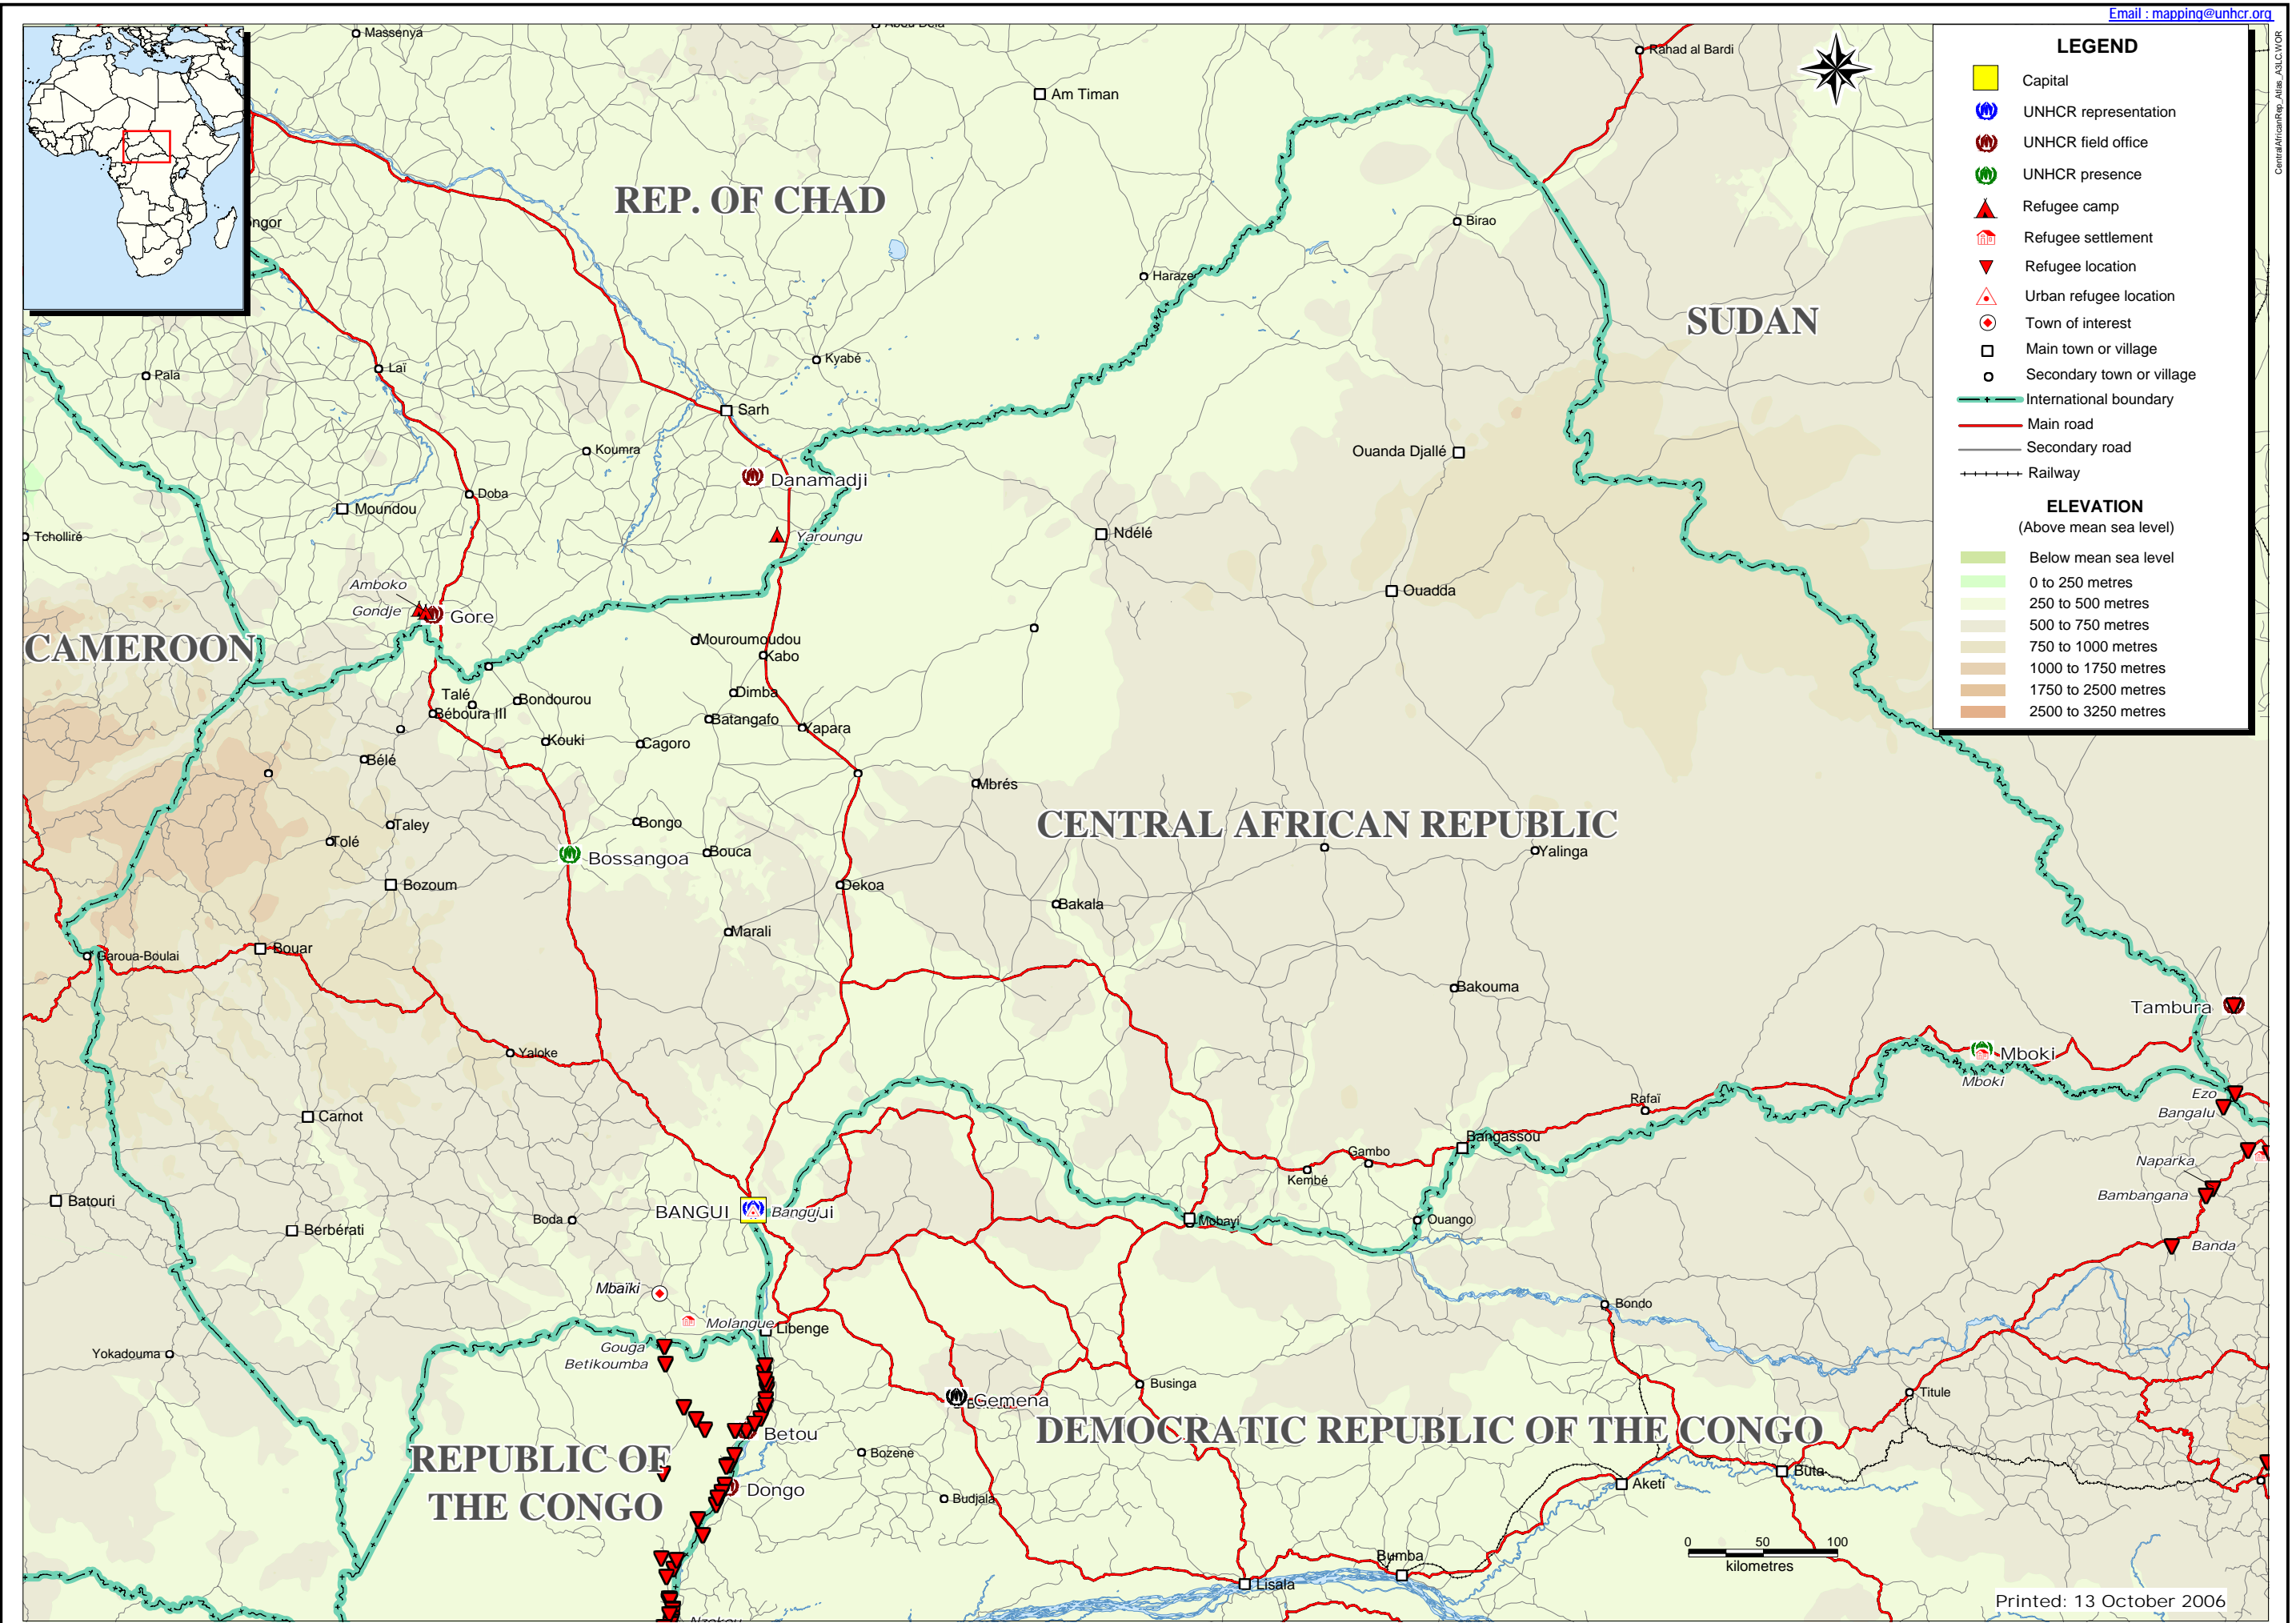 Email : mapping@unhcr.org
CentralAfricanRep_Atlas_A3LC.WOR
LEGEND
Capital
UNHCR representation
UNHCR field office
UNHCR presence
Refugee camp
Refugee settlement
Refugee location
Urban refugee location
Town of interest
Main town or village
Secondary town or village
International boundary
Main road
Secondary road
Railway
ELEVATION
(Above mean sea level)
Below mean sea level
0 to 250 metres
250 to 500 metres
500 to 750 metres
750 to 1000 metres
1000 to 1750 metres
1750 to 2500 metres
2500 to 3250 metres
Massenya
Rahad al Bardi
Am Timan
REP. OF CHAD
Birao
Haraze
SUDAN
Kyabé
Laï
Pala
Sarh
Koumra
Ouanda Djallé
Danamadji
Doba
Moundou
Tcholliré
Yaroungu
Ndélé
Amboko
Gondje
Gore
Ouadda
CAMEROON
Mouroumoudou
Kabo
Talé
Bondourou
Dimba
Béboura III
Batangafo
Yapara
Kouki
Cagoro
Bélé
Mbrés
Taley
Bongo
CENTRAL AFRICAN REPUBLIC
Tolé
Bossangoa
Bouca
Yalinga
Bozoum
Dekoa
Bakala
Marali
Bouar
Garoua-Boulai
Bakouma
Tambura
Yaloke
Mboki
Mboki
Ezo
Rafaï
Bangalu
Carnot
Bangassou
Gambo
Naparka
Kembé
Bambangana
Batouri
BANGUI
Bangui
Boda
Mobayi
Ouango
Berbérati
Banda
Mbaïki
Bondo
Molangue
Libenge
Gouga
Yokadouma
Betikoumba
Businga
Titule
Gemena
Betou
DEMOCRATIC REPUBLIC OF THE CONGO
REPUBLIC OF
THE CONGO
Bozene
Buta
Aketi
Dongo
Budjala
0 50 100
kilometres
Bumba
Lisala
Printed: 13 October 2006